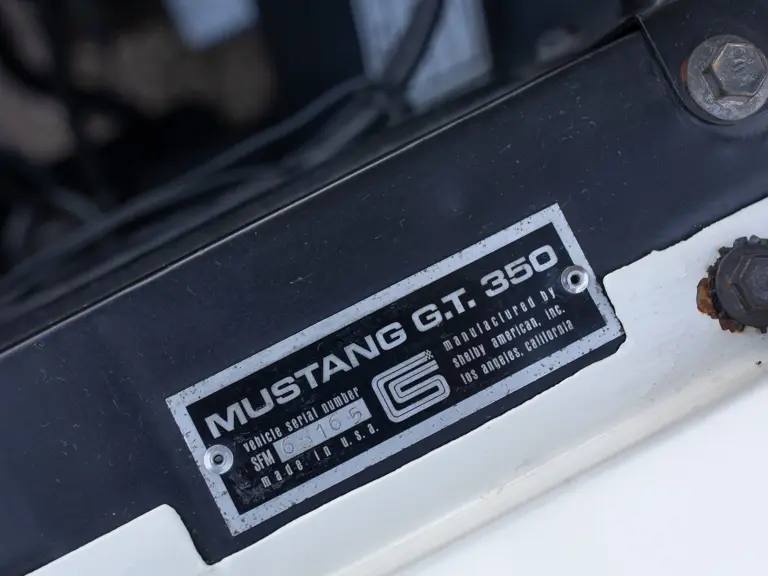 MUSTANG G.T. 350
vehicle serial number
SFM 6S165
made in u.s.a.
manufactured by
shelby american, inc.
los angeles, california